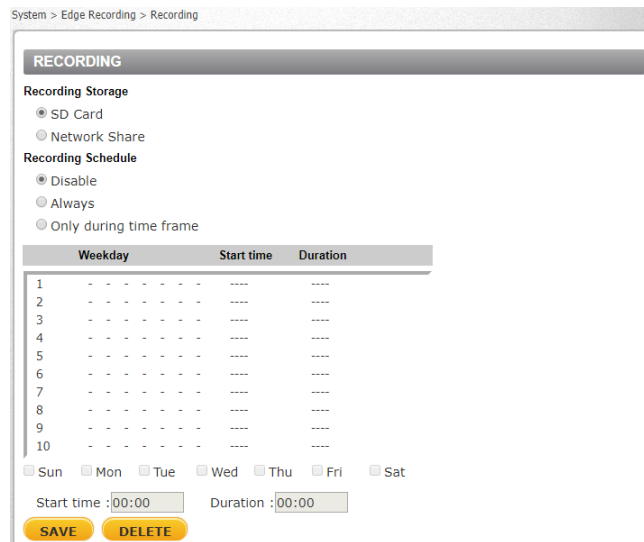 System > Edge Recording > Recording
RECORDING
Recording Storage
SD Card
Network Share
Recording Schedule
Disable
Always
Only during time frame
Weekday Start time Duration
1 - - - - - - - ---- ----
2 - - - - - - - ---- ----
3 - - - - - - - ---- ----
4 - - - - - - - ---- ----
5 - - - - - - - ---- ----
6 - - - - - - - ---- ----
7 - - - - - - - ---- ----
8 - - - - - - - ---- ----
9 - - - - - - - ---- ----
10 - - - - - - - ---- ----
Sun Mon Tue Wed Thu Fri Sat
Start time :00:00 Duration :00:00
SAVE DELETE